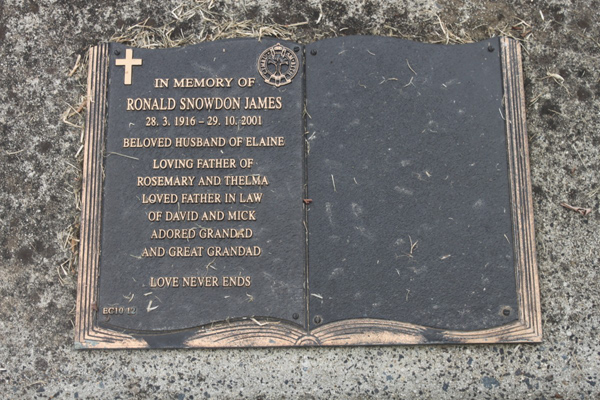 IN MEMORY OF
RONALD SNOWDON JAMES
28. 3. 1916 – 29. 10. 2001
BELOVED HUSBAND OF ELAINE
LOVING FATHER OF
ROSEMARY AND THELMA
LOVED FATHER IN LAW
OF DAVID AND MICK
ADORED GRANDAD
AND GREAT GRANDAD
LOVE NEVER ENDS
EC10 12